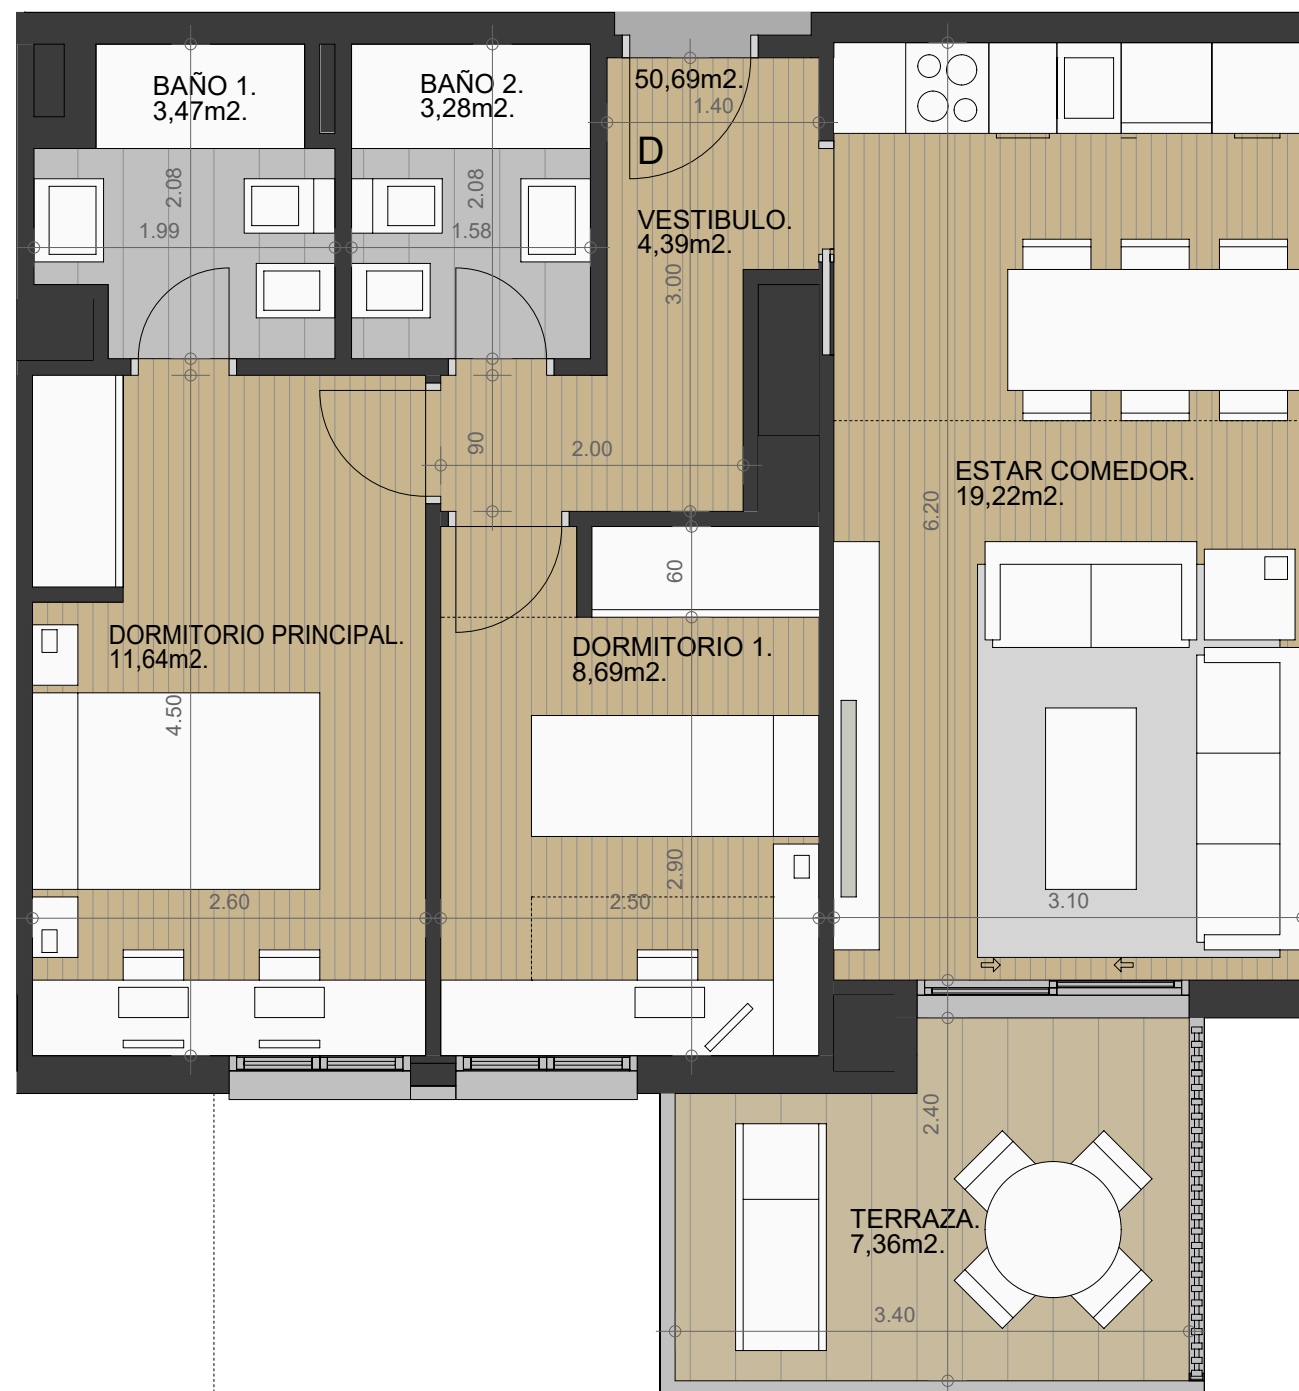 BAÑO 1.
3,47m2.
BAÑO 2.
3,28m2.
50,69m2.
1.40
D
2.08
2.08
1.99
1.58
VESTIBULO.
4,39m2.
3.00
90
2.00
ESTAR COMEDOR.
19,22m2.
6.20
60
DORMITORIO PRINCIPAL.
11,64m2.
DORMITORIO 1.
8,69m2.
4.50
2.90
2.60
2.50
3.10
2.40
TERRAZA.
7,36m2.
3.40